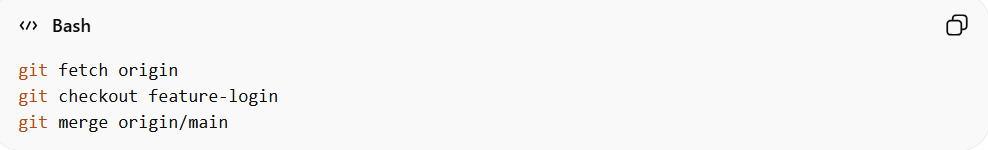 Bash
git fetch origin
git checkout feature-login
git merge origin/main